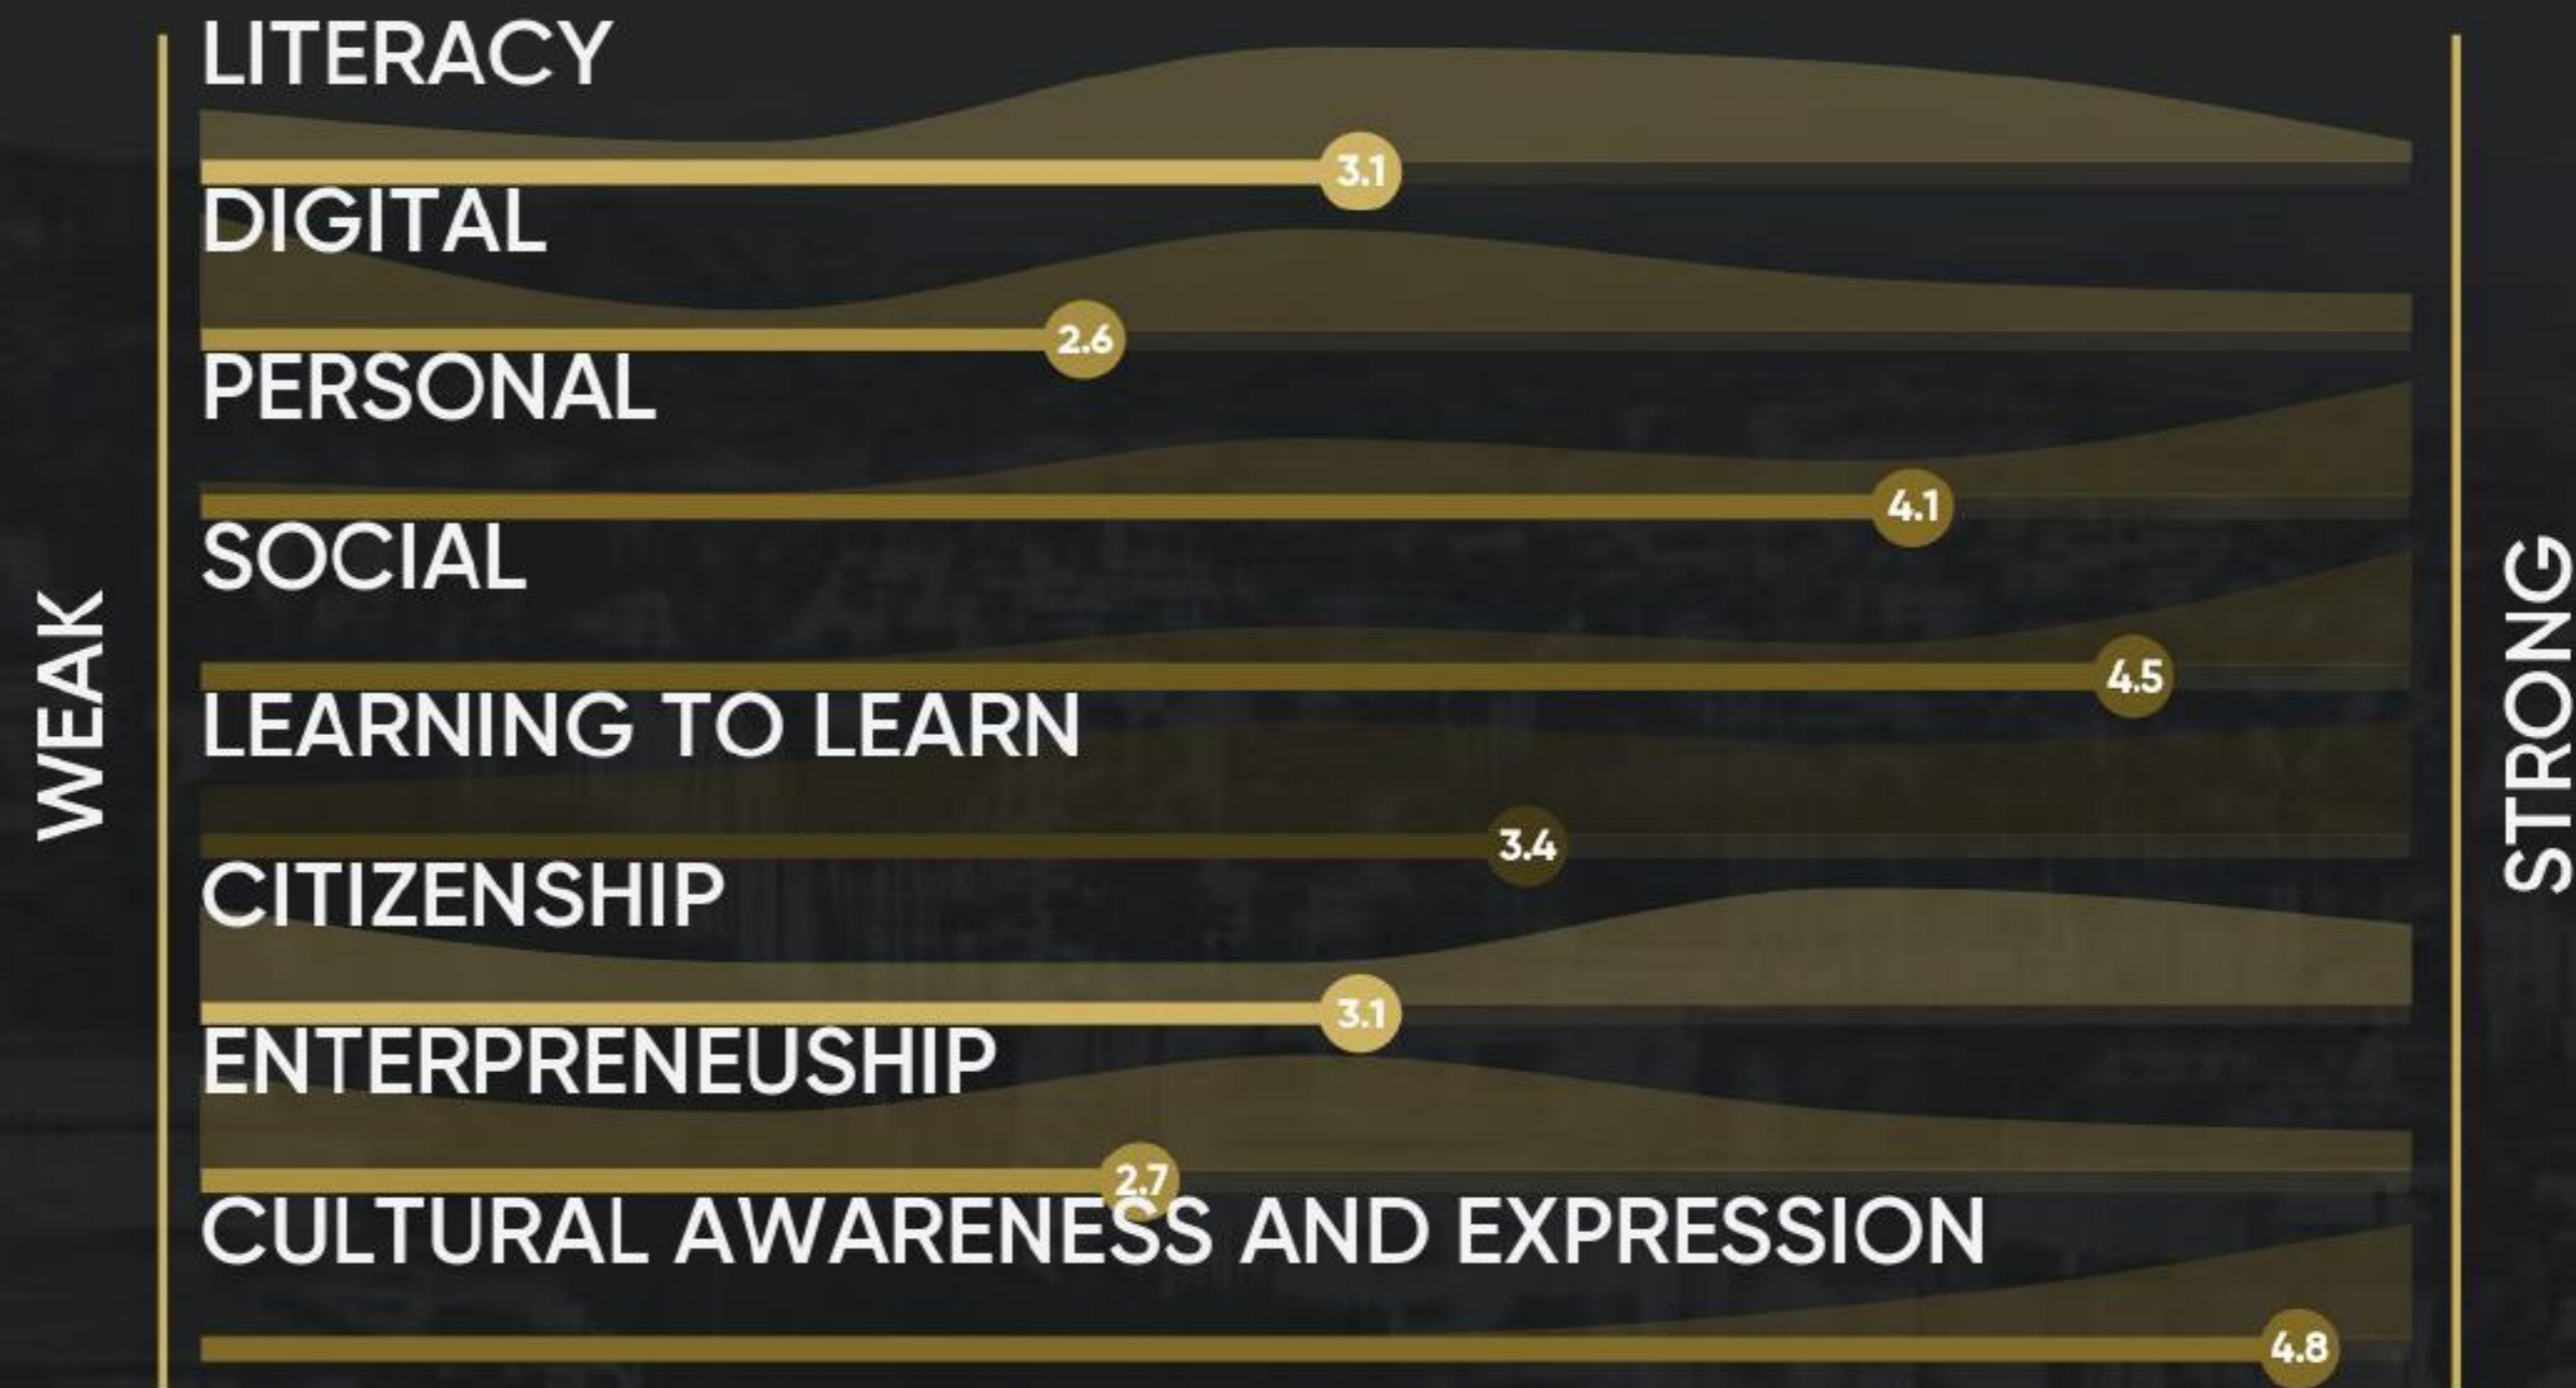 LITERACY
3.1
DIGITAL
2.6
PERSONAL
4.1
SOCIAL
4.5
LEARNING TO LEARN
3.4
CITIZENSHIP
3.1
ENTERPRENEUSHIP
2.7
CULTURAL AWARENESS AND EXPRESSION
4.8
WEAK
STRONG